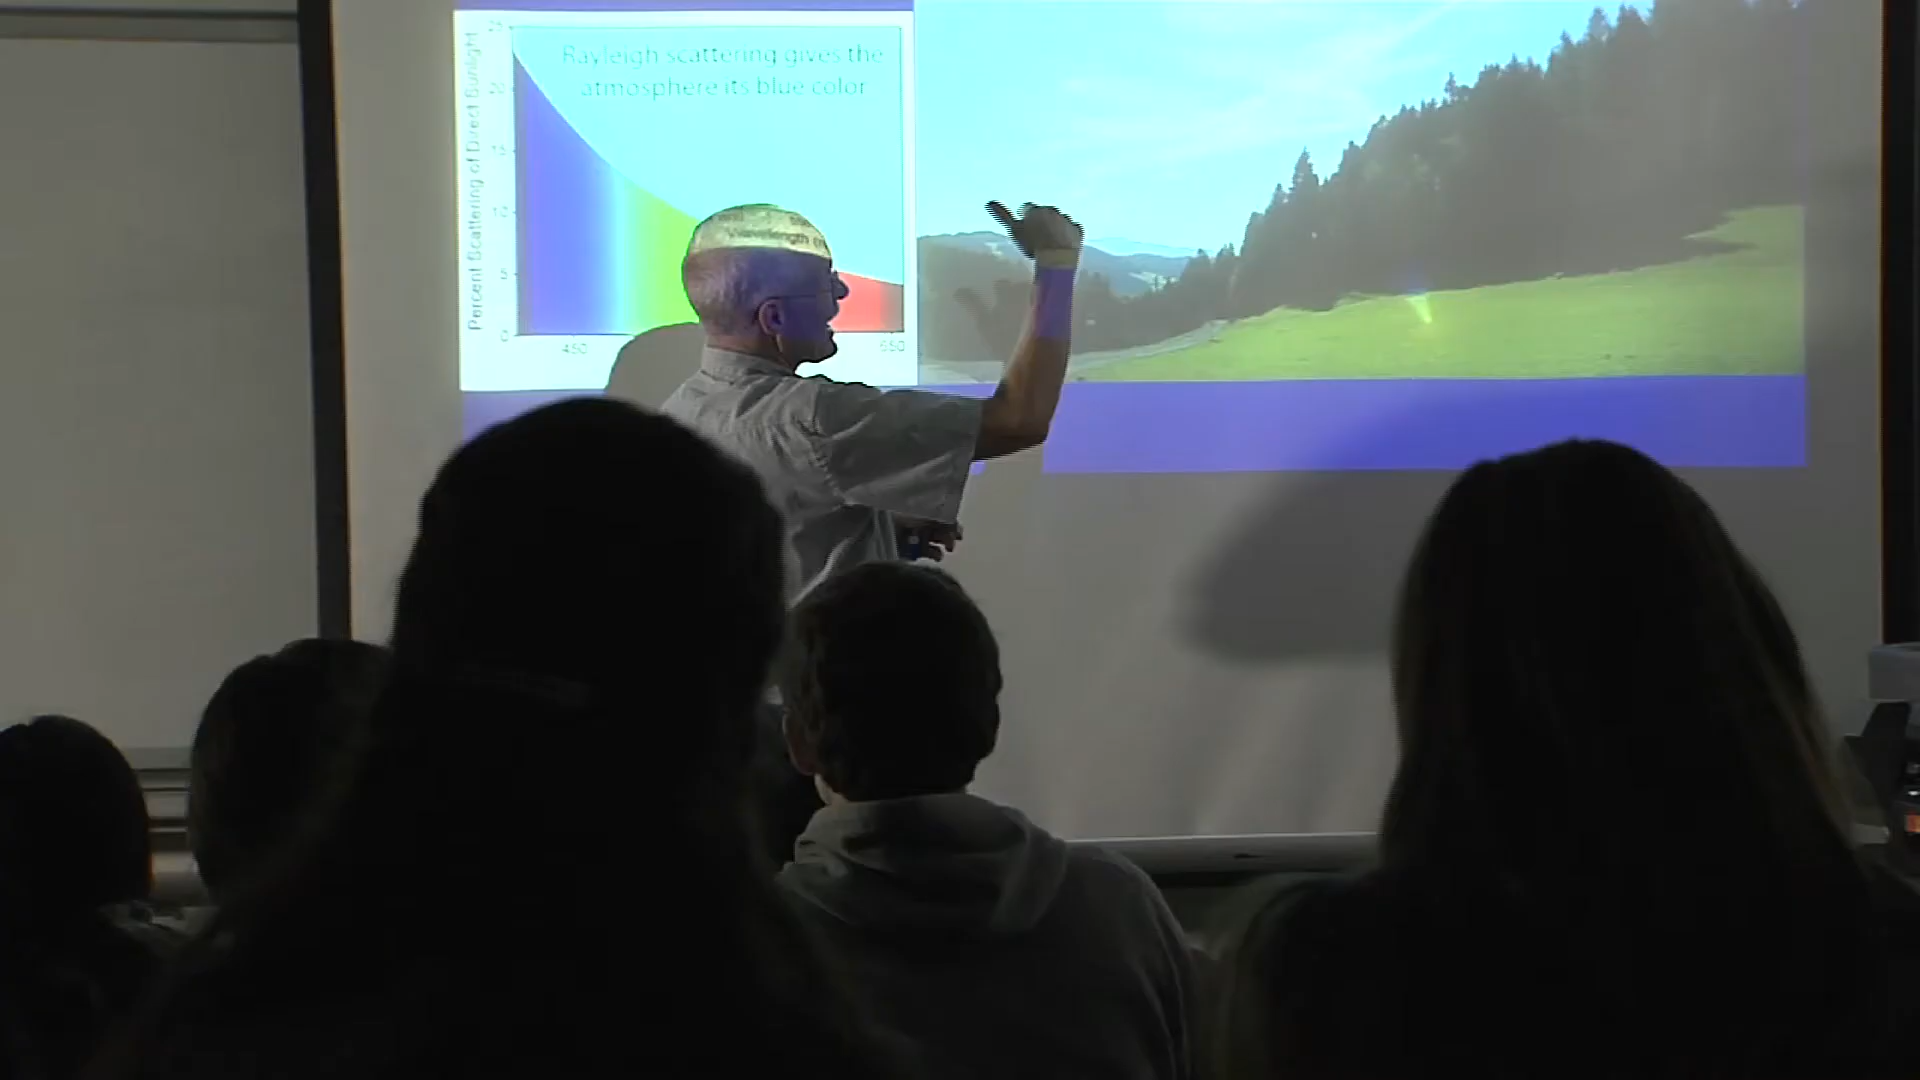 Rayleigh scattering gives the
atmosphere its blue color
Percent Scattering of Direct Sunlight
25
20
15
10
5
0
450
650
Wavelength